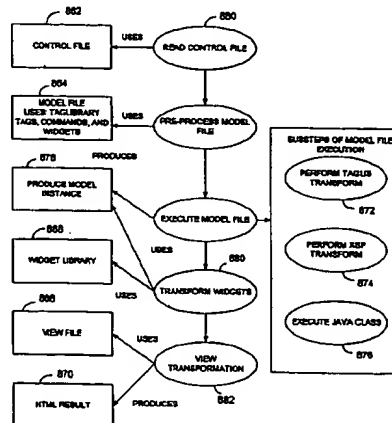 862
860
CONTROL FILE
USES
READ CONTROL FILE
864
MODEL FILE
USES: TAGLIBRARY
TAGS, COMMANDS, AND
WIDGETS
USES
PRE-PROCESS MODEL
FILE
SUBSTEPS OF MODEL FILE
EXECUTION
878
PRODUCES
PERFORM TAGLIB
TRANSFORM
872
PRODUCE MODEL
INSTANCE
EXECUTE MODEL FILE
868
USES
880
PERFORM XSP
TRANSFORM
874
WIDGET LIBRARY
TRANSFORM WIDGETS
USES
866
VIEW FILE
USES
EXECUTE JAVA CLASS
876
VIEW
TRANSFORMATION
870
882
HTML RESULT
PRODUCES